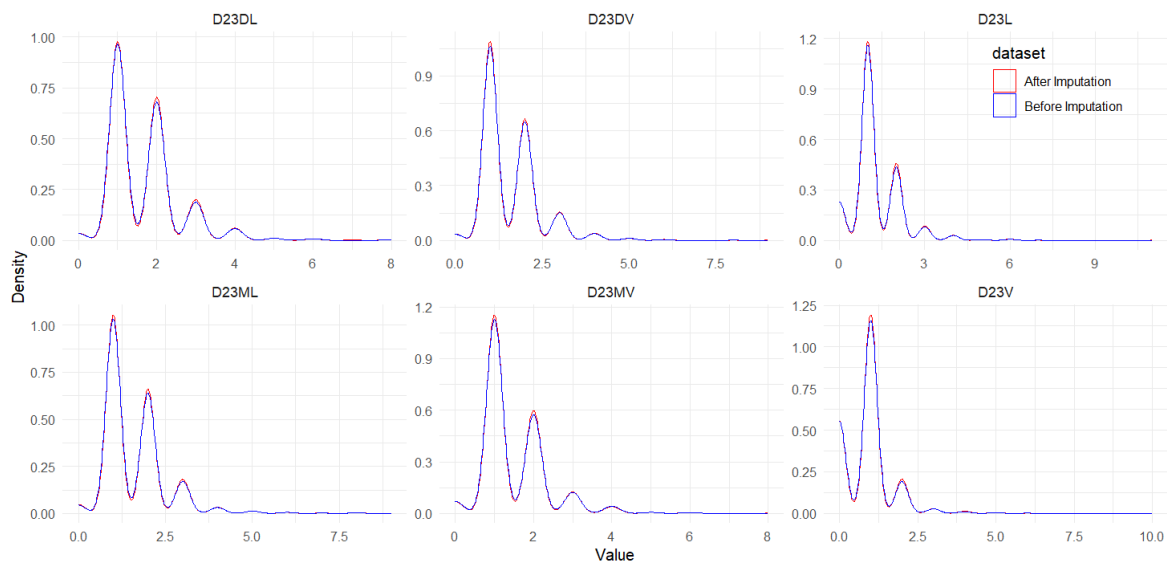 D23DL D23DV D23L
1.00
0.75
0.50
0.25
0.00
0 2 4 6 8
0.9
0.6
0.3
0.0
0.0 2.5 5.0 7.5
1.2
0.9
0.6
0.3
0.0
0 3 6 9
dataset
After Imputation
Before Imputation
Density
D23ML D23MV D23V
1.00
0.75
0.50
0.25
0.00
0.0 2.5 5.0 7.5
1.2
0.9
0.6
0.3
0.0
0 2 4 6 8
1.25
1.00
0.75
0.50
0.25
0.00
0.0 2.5 5.0 7.5 10.0
Value